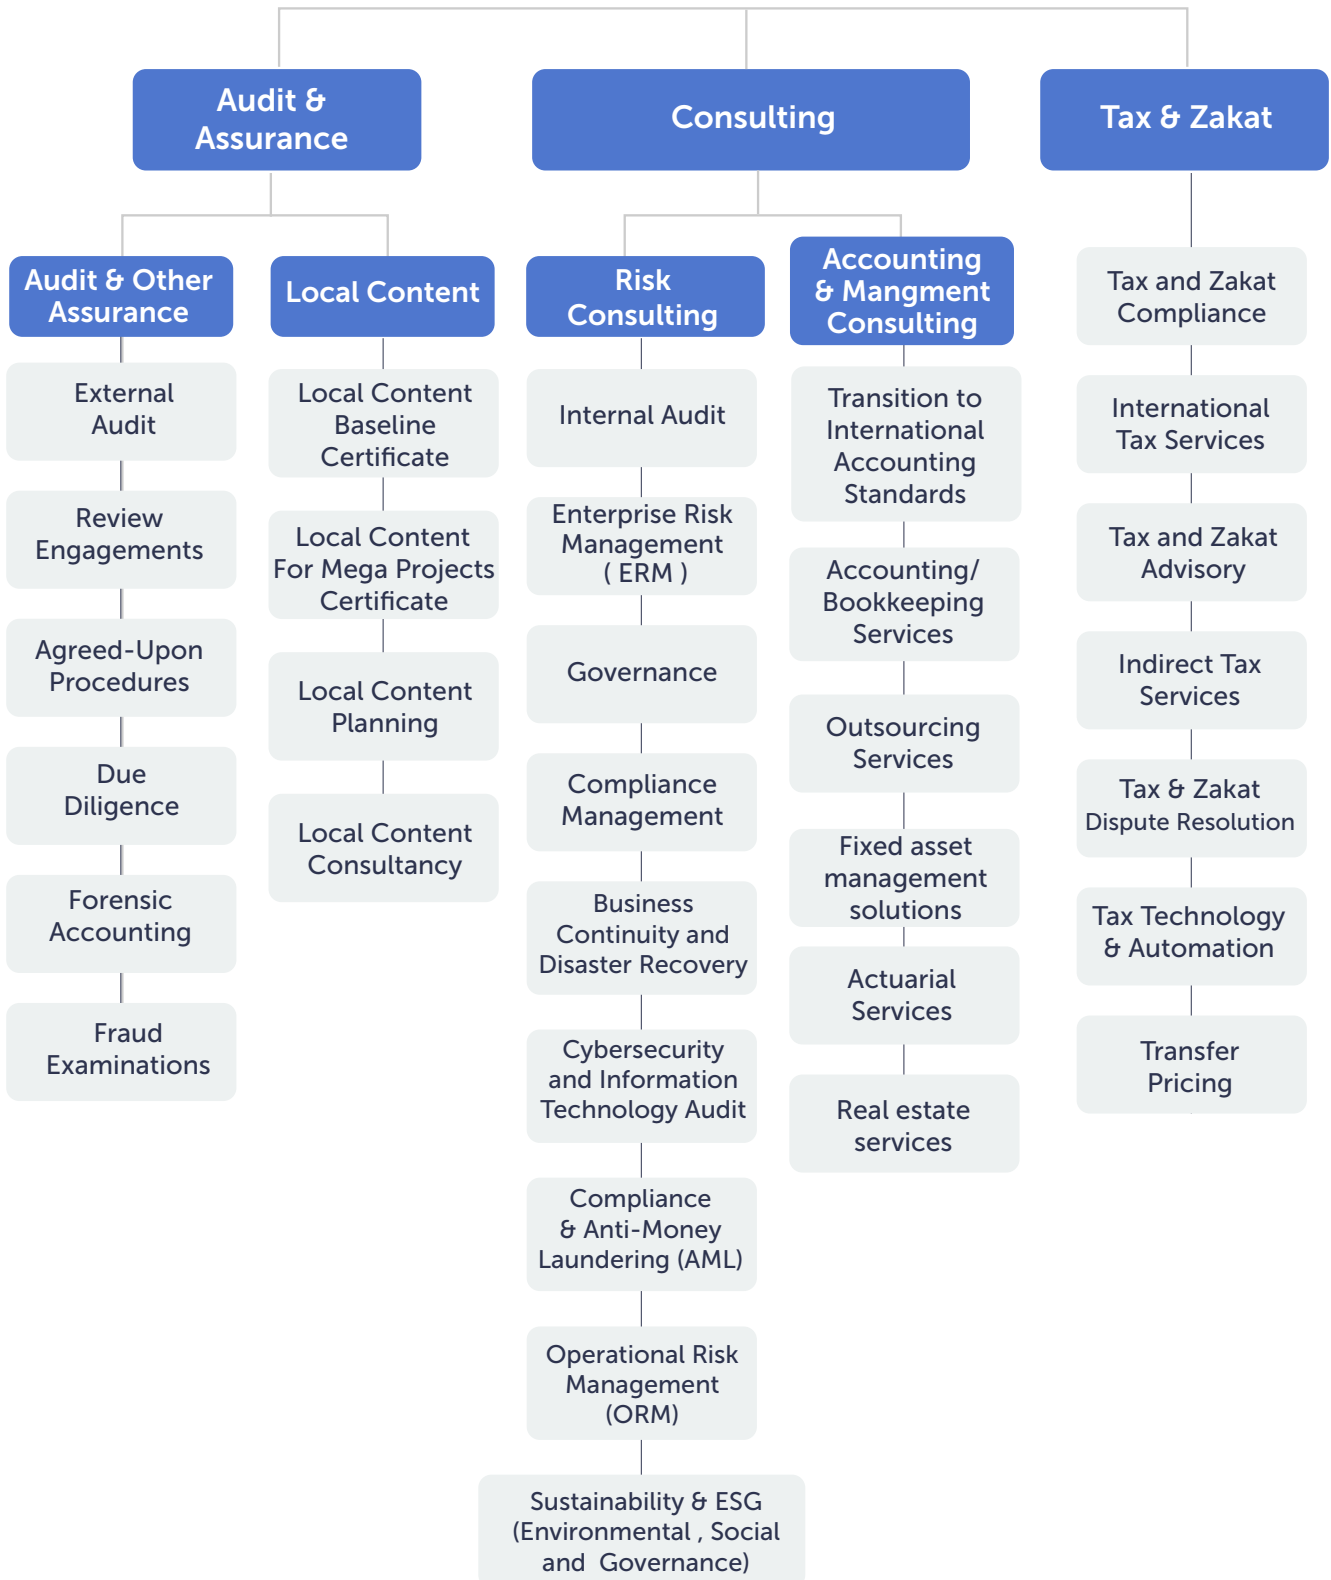 Audit &
Assurance
Consulting
Tax & Zakat
Audit & Other
Assurance
External
Audit
Review
Engagements
Agreed-Upon
Procedures
Due
Diligence
Forensic
Accounting
Fraud
Examinations
Local Content
Local Content
Baseline
Certificate
Local Content
For Mega Projects
Certificate
Local Content
Planning
Local Content
Consultancy
Risk
Consulting
Internal Audit
Enterprise Risk
Management
( ERM )
Governance
Compliance
Management
Business
Continuity and
Disaster Recovery
Cybersecurity
and Information
Technology Audit
Compliance
& Anti-Money
Laundering (AML)
Operational Risk
Management
(ORM)
Sustainability & ESG
(Environmental , Social
and Governance)
Accounting
& Mangment
Consulting
Transition to
International
Accounting
Standards
Accounting/
Bookkeeping
Services
Outsourcing
Services
Fixed asset
management
solutions
Actuarial
Services
Real estate
services
Tax and Zakat
Compliance
International
Tax Services
Tax and Zakat
Advisory
Indirect Tax
Services
Tax & Zakat
Dispute Resolution
Tax Technology
& Automation
Transfer
Pricing